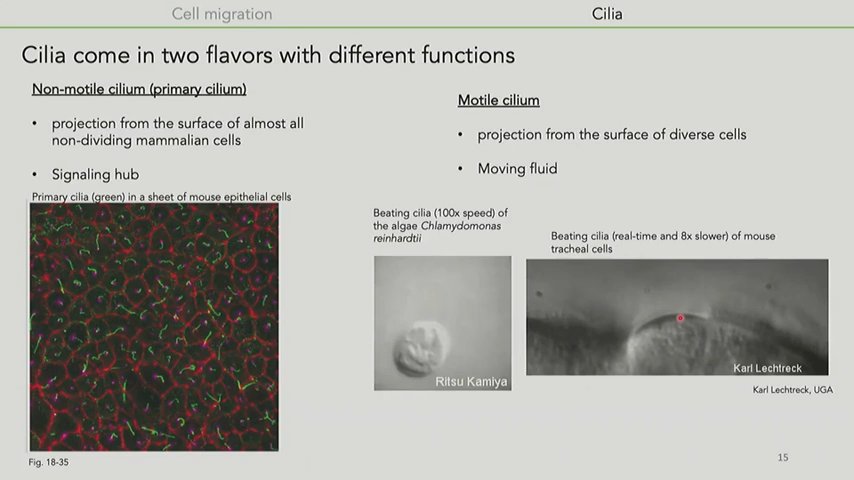 Cell migration
Cilia
Cilia come in two flavors with different functions
Non-motile cilium (primary cilium)
• projection from the surface of almost all
non-dividing mammalian cells
• Signaling hub
Primary cilia (green) in a sheet of mouse epithelial cells
Fig. 18-35
Motile cilium
• projection from the surface of diverse cells
• Moving fluid
Beating cilia (100x speed) of
the algae Chlamydomonas
reinhardtii
Ritsu Kamiya
Beating cilia (real-time and 8x slower) of mouse
tracheal cells
Karl Lechtreck
Karl Lechtreck, UGA
15